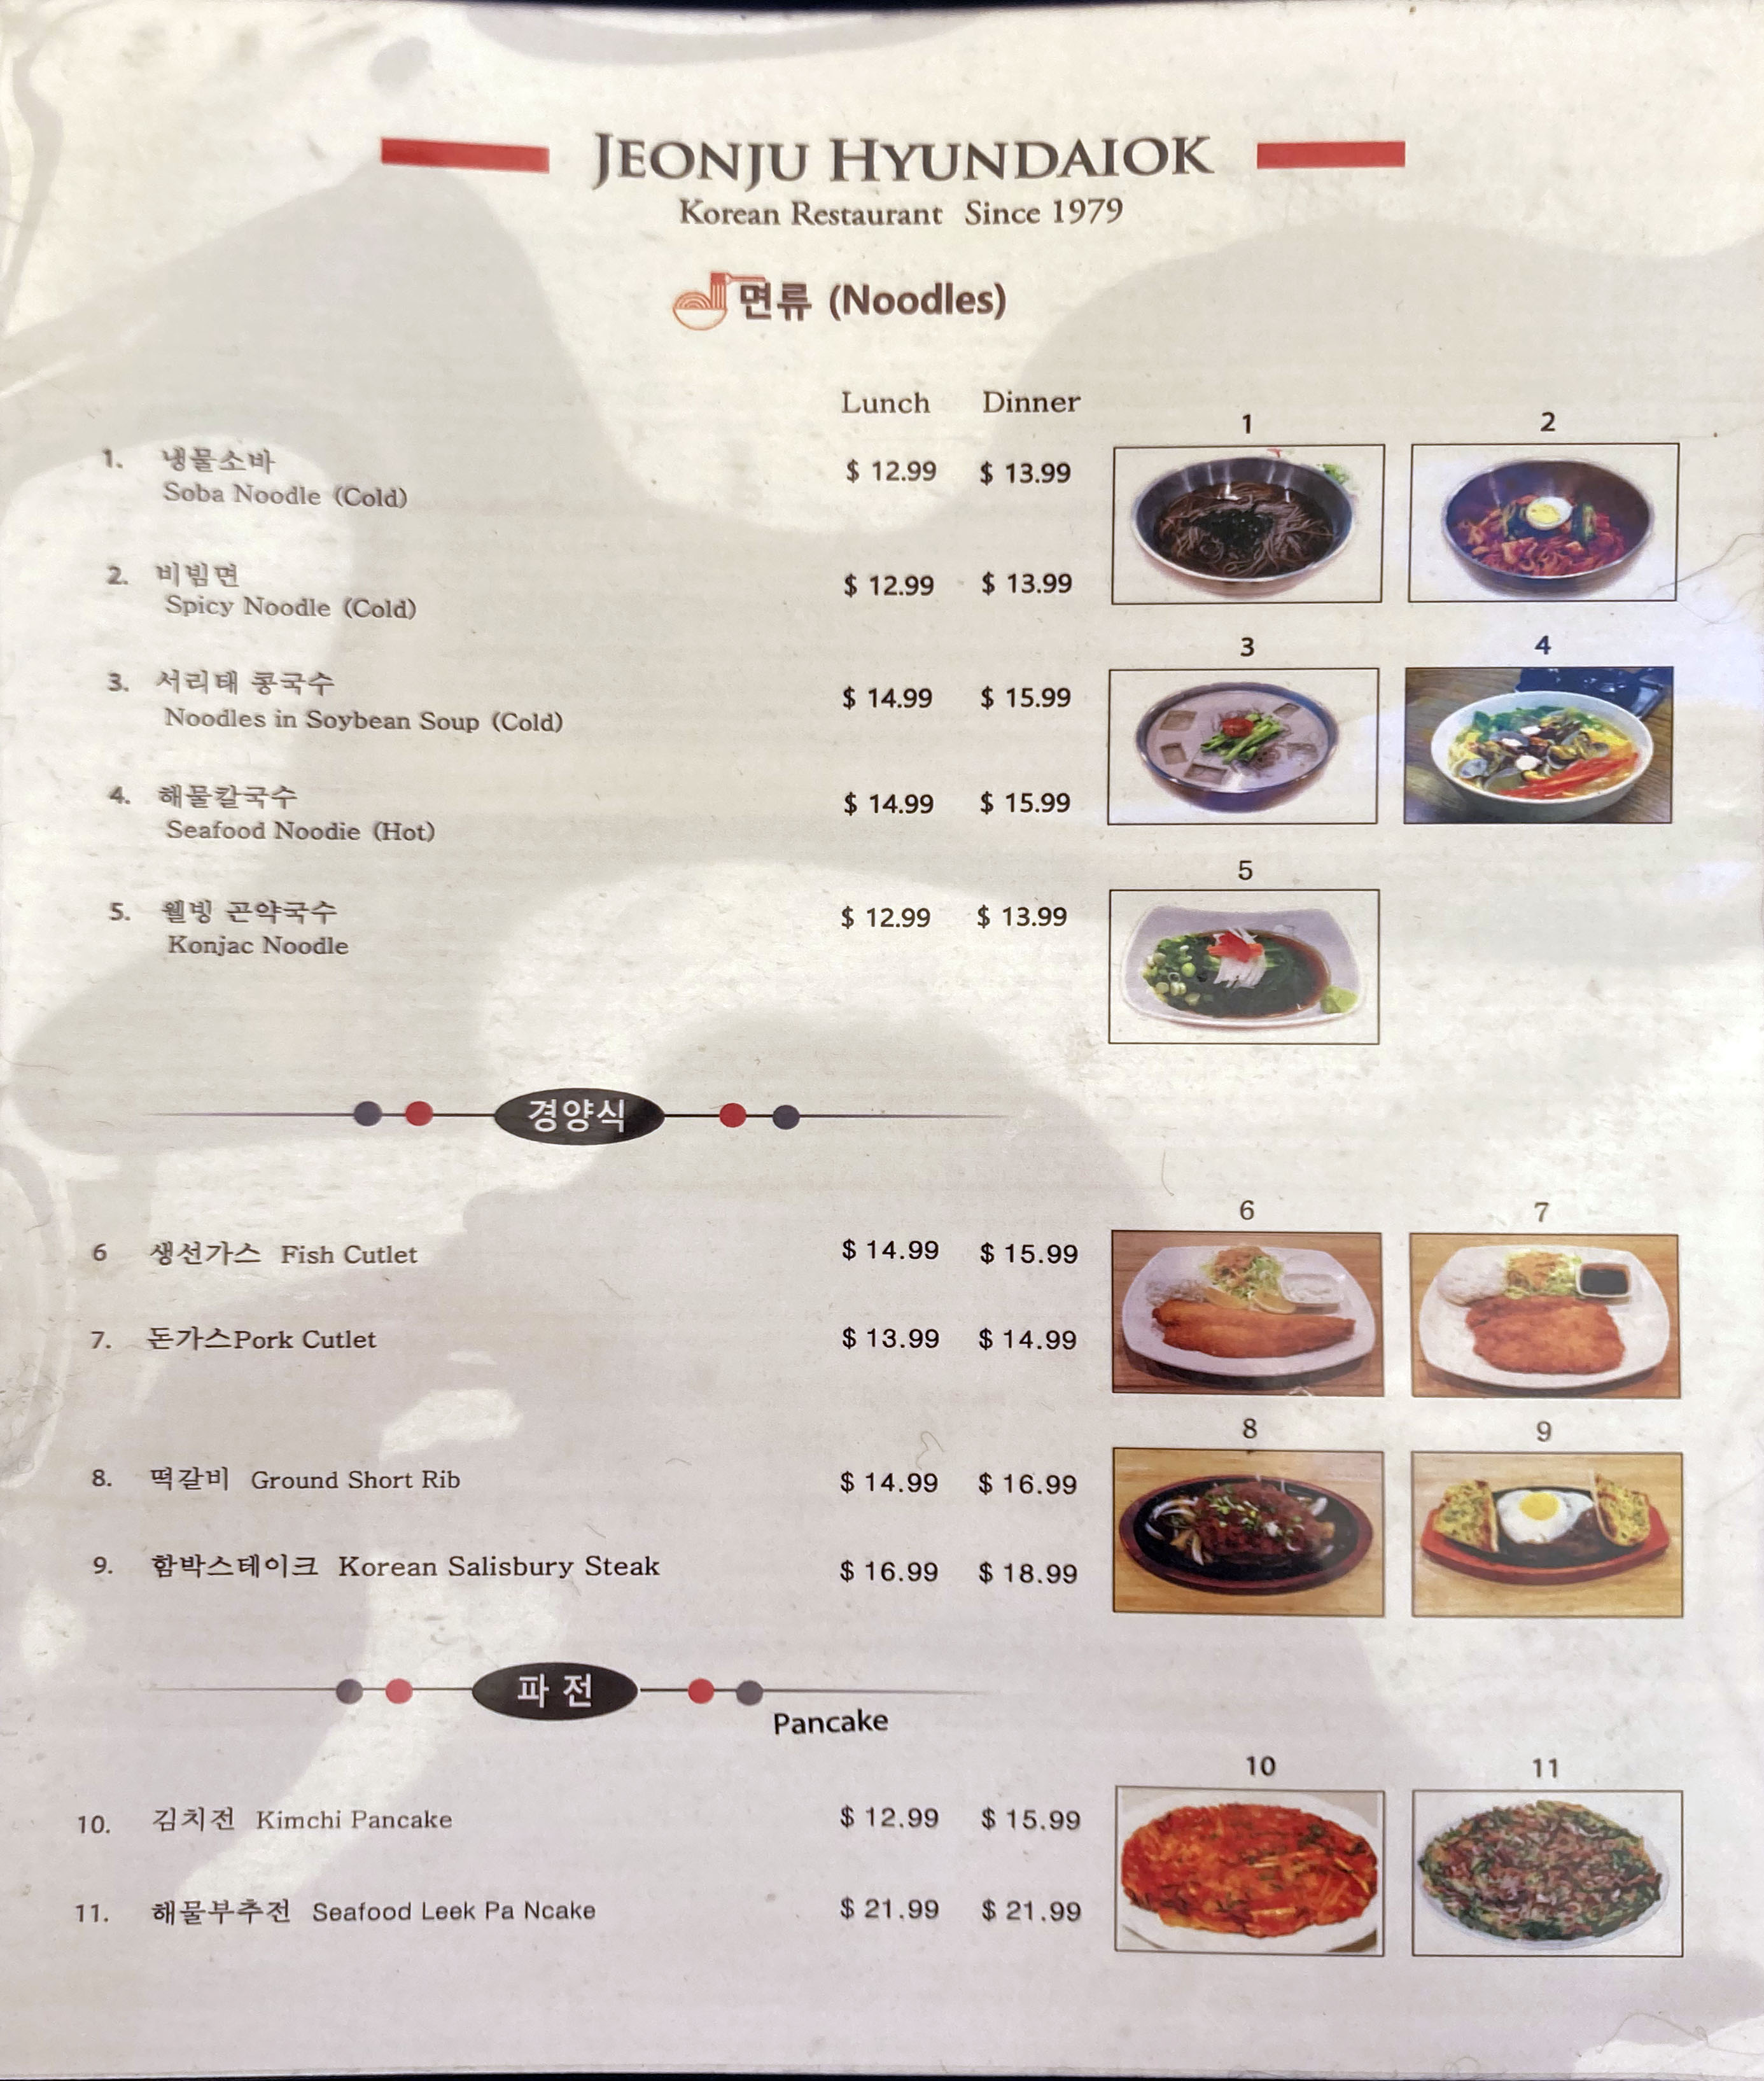 JEONJU HYUNDAIOK
Korean Restaurant Since 1979
면류 (Noodles)
Lunch Dinner
1. 냉물소바 $ 12.99 $ 13.99
Soba Noodle (Cold)
2. 비빔면 $ 12.99 $ 13.99
Spicy Noodle (Cold)
3. 서리태 콩국수 $ 14.99 $ 15.99
Noodles in Soybean Soup (Cold)
4. 해물칼국수 $ 14.99 $ 15.99
Seafood Noodie (Hot)
5. 웰빙 곤약국수 $ 12.99 $ 13.99
Konjac Noodle
1 2
3 4
5
경양식
6 생선가스 Fish Cutlet $ 14.99 $ 15.99
7. 돈가스Pork Cutlet $ 13.99 $ 14.99
8. 떡갈비 Ground Short Rib $ 14.99 $ 16.99
9. 함박스테이크 Korean Salisbury Steak $ 16.99 $ 18.99
6 7
8 9
파 전
Pancake
10. 김치전 Kimchi Pancake $ 12.99 $ 15.99
11. 해물부추전 Seafood Leek Pa Ncake $ 21.99 $ 21.99
10 11